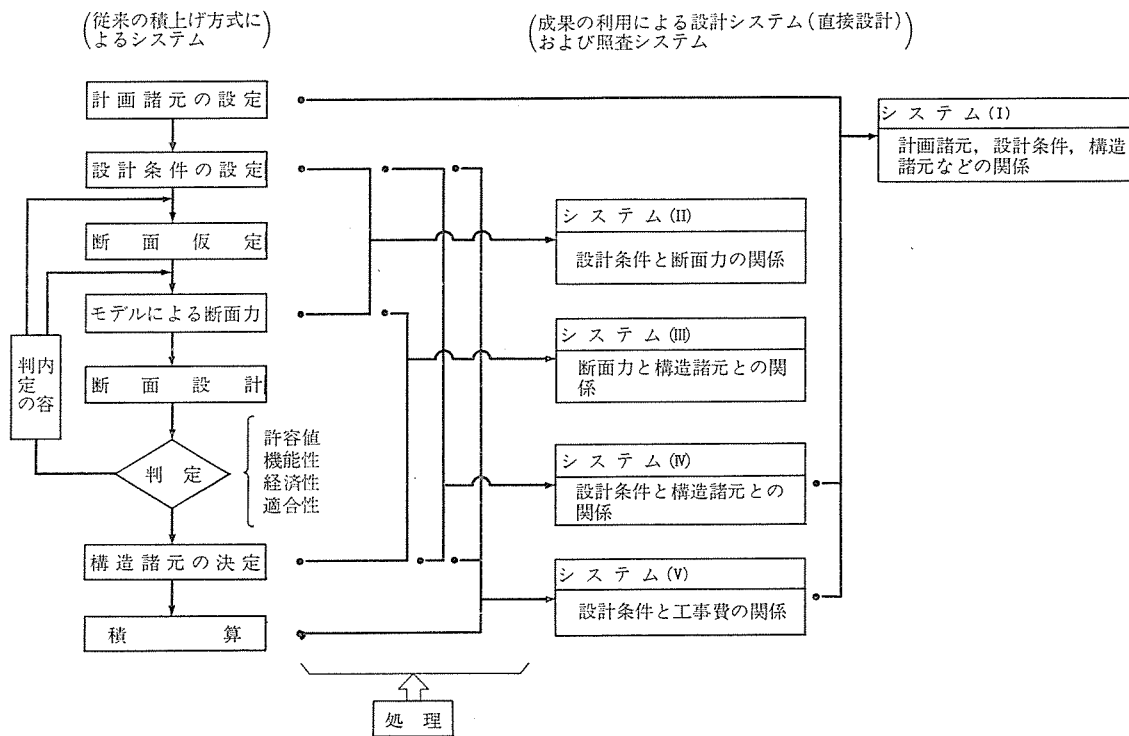 (従来の積上げ方式に
よるシステム)
(成果の利用による設計システム(直接設計)
および照査システム)
計画諸元の設定
設計条件の設定
断面仮定
モデルによる断面力
断面設計
判定の
内容
判定
許容値
機能性
経済性
適合性
構造諸元の決定
積算
処理
システム(I)
計画諸元,設計条件,構造
諸元などの関係
システム(II)
設計条件と断面力の関係
システム(III)
断面力と構造諸元との関
係
システム(IV)
設計条件と構造諸元との
関係
システム(V)
設計条件と工事費の関係